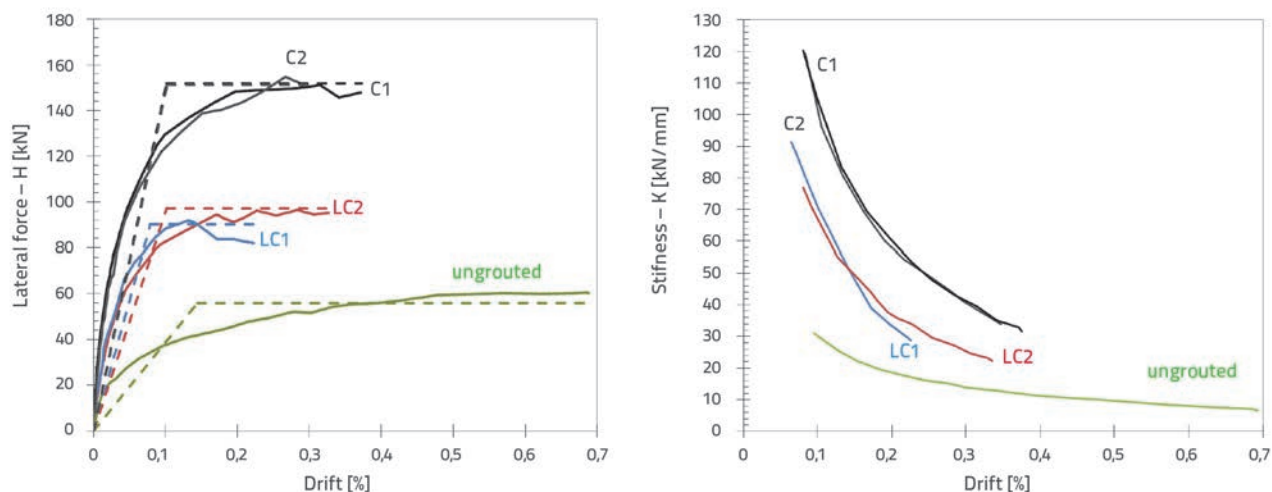 180
160
140
120
100
80
60
40
20
0
Lateral force – H [kN]
C2
C1
LC2
LC1
ungrouted
0 0,1 0,2 0,3 0,4 0,5 0,6 0,7
Drift [%]
130
120
110
100
90
80
70
60
50
40
30
20
10
0
Stifness – K [kN/mm]
C1
C2
LC1
LC2
ungrouted
0 0,1 0,2 0,3 0,4 0,5 0,6 0,7
Drift [%]